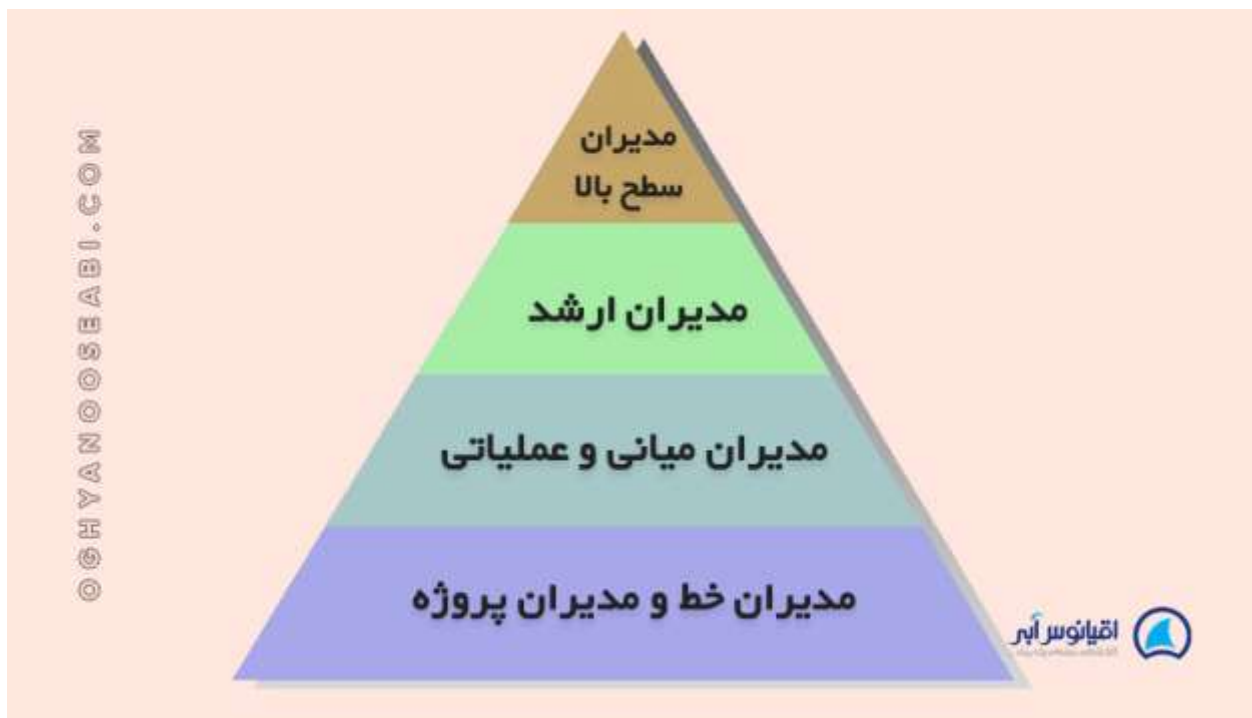 مدیران
سطح بالا
مدیران ارشد
مدیران میانی و عملیاتی
مدیران خط و مدیران پروژه
OGHYANOOSEABI.COM
اقیانوس آبی